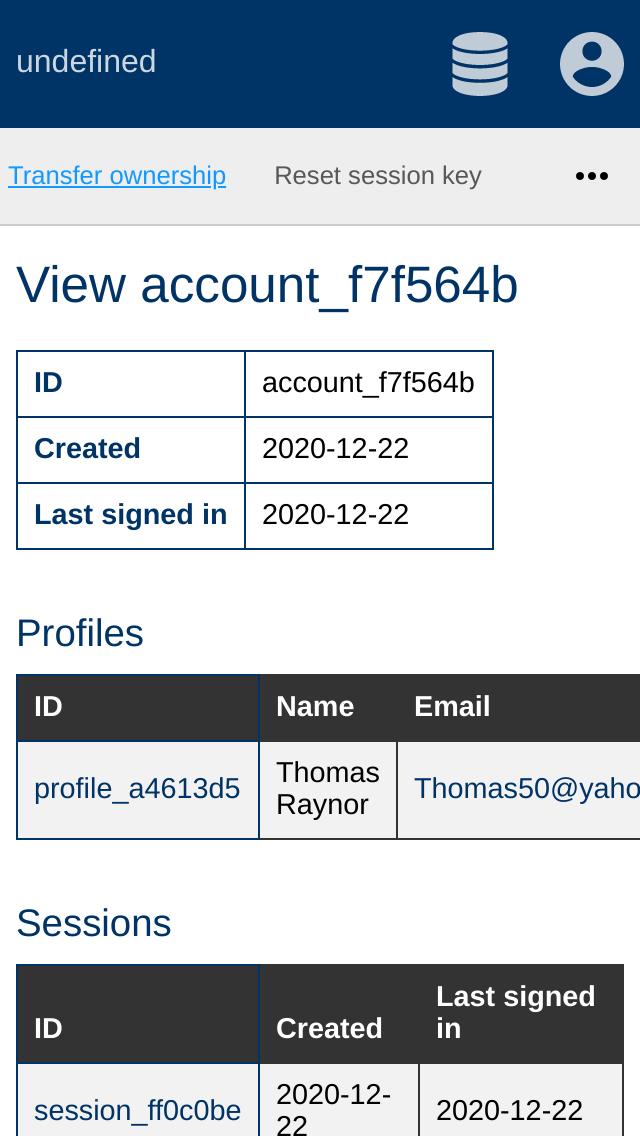 undefined
Transfer ownership Reset session key •••
View account_f7f564b
ID account_f7f564b
Created 2020-12-22
Last signed in 2020-12-22
Profiles
ID Name Email
profile_a4613d5 Thomas Raynor Thomas50@yaho
Sessions
ID Created Last signed in
session_ff0c0be 2020-12-22 2020-12-22